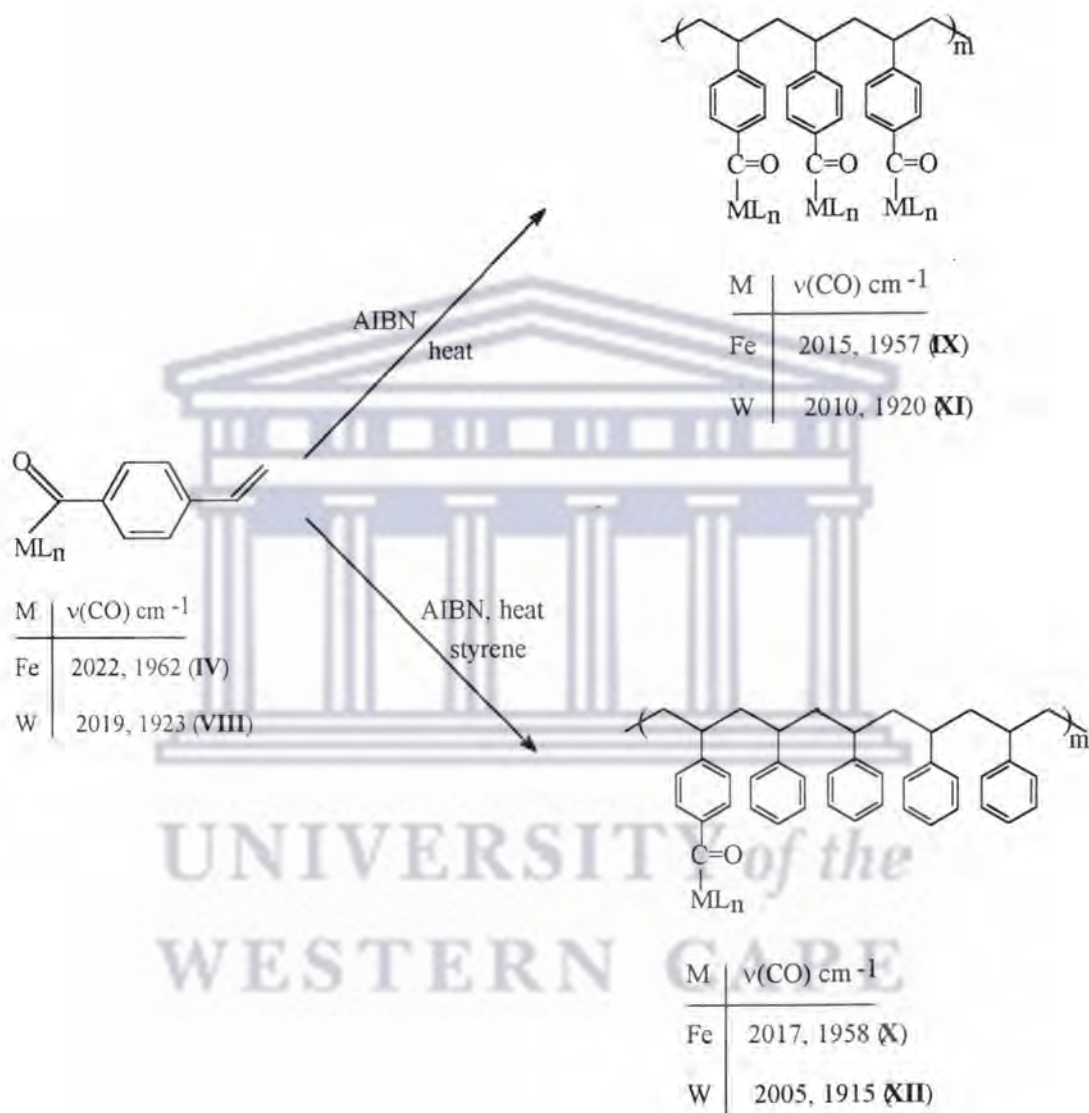 m
C=O C=O C=O
MLn MLn MLn
M ν(CO) cm -1
Fe 2015, 1957 (IX)
W 2010, 1920 (XI)
AIBN
heat
O
MLn
M ν(CO) cm -1
Fe 2022, 1962 (IV)
W 2019, 1923 (VIII)
AIBN, heat
styrene
m
C=O
MLn
UNIVERSITY of the
WESTERN CAPE
M ν(CO) cm -1
Fe 2017, 1958 (X)
W 2005, 1915 (XII)